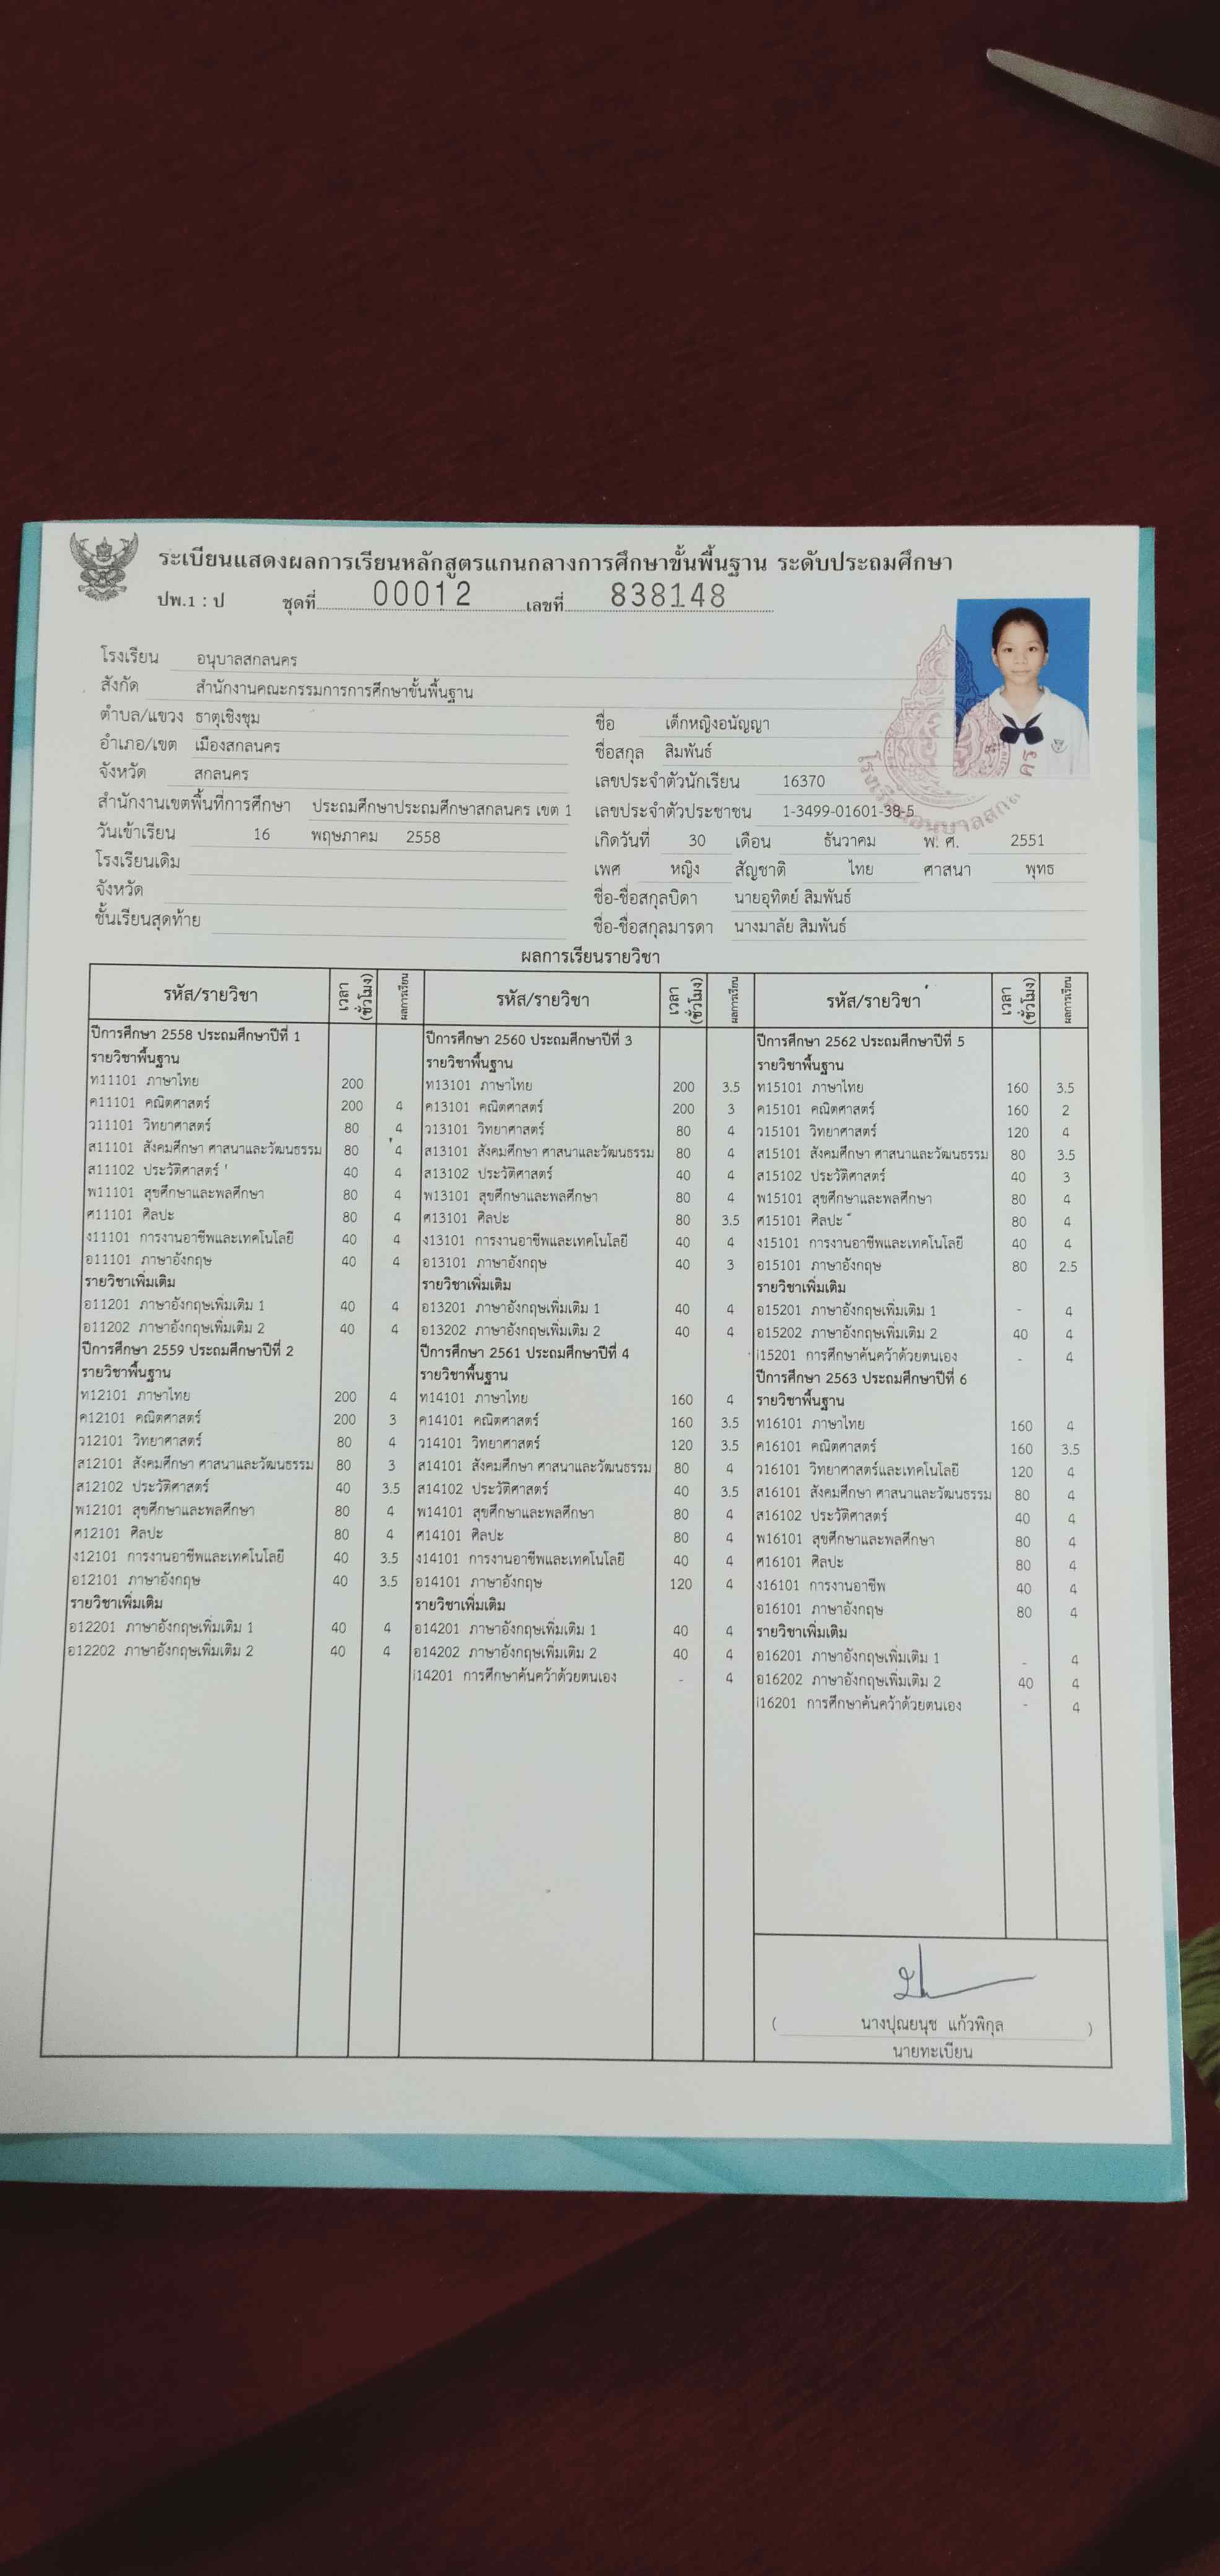 ระเบียนแสดงผลการเรียนหลักสูตรแกนกลางการศึกษาขั้นพื้นฐาน ระดับประถมศึกษา
ปพ.1 : ป ชุดที่ 00012 เลขที่ 838148
โรงเรียน อนุบาลสกลนคร
สังกัด สำนักงานคณะกรรมการการศึกษาขั้นพื้นฐาน
ตำบล/แขวง ธาตุเชิงชุม
อำเภอ/เขต เมืองสกลนคร
จังหวัด สกลนคร
สำนักงานเขตพื้นที่การศึกษา ประถมศึกษาประถมศึกษาสกลนคร เขต 1
วันเข้าเรียน 16 พฤษภาคม 2558
โรงเรียนเดิม
จังหวัด
ชั้นเรียนสุดท้าย
ชื่อ เด็กหญิงอนัญญา
ชื่อสกุล สิมพันธ์
เลขประจำตัวนักเรียน 16370
เลขประจำตัวประชาชน 1-3499-01601-38-5
เกิดวันที่ 30 เดือน ธันวาคม พ. ศ. 2551
เพศ หญิง สัญชาติ ไทย ศาสนา พุทธ
ชื่อ-ชื่อสกุลบิดา นายอุทิตย์ สิมพันธ์
ชื่อ-ชื่อสกุลมารดา นางมาลัย สิมพันธ์
โรงเรียนอนุบาลสกลนคร
ผลการเรียนรายวิชา
รหัส/รายวิชา เวลา (ชั่วโมง) ผลการเรียน
ปีการศึกษา 2558 ประถมศึกษาปีที่ 1
รายวิชาพื้นฐาน
ท11101 ภาษาไทย 200
ค11101 คณิตศาสตร์ 200 4
ว11101 วิทยาศาสตร์ 80 4
ส11101 สังคมศึกษา ศาสนาและวัฒนธรรม 80 4
ส11102 ประวัติศาสตร์ 40 4
พ11101 สุขศึกษาและพลศึกษา 80 4
ศ11101 ศิลปะ 80 4
ง11101 การงานอาชีพและเทคโนโลยี 40 4
อ11101 ภาษาอังกฤษ 40 4
รายวิชาเพิ่มเติม
อ11201 ภาษาอังกฤษเพิ่มเติม 1 40 4
อ11202 ภาษาอังกฤษเพิ่มเติม 2 40 4
ปีการศึกษา 2559 ประถมศึกษาปีที่ 2
รายวิชาพื้นฐาน
ท12101 ภาษาไทย 200 4
ค12101 คณิตศาสตร์ 200 3
ว12101 วิทยาศาสตร์ 80 4
ส12101 สังคมศึกษา ศาสนาและวัฒนธรรม 80 3
ส12102 ประวัติศาสตร์ 40 3.5
พ12101 สุขศึกษาและพลศึกษา 80 4
ศ12101 ศิลปะ 80 4
ง12101 การงานอาชีพและเทคโนโลยี 40 3.5
อ12101 ภาษาอังกฤษ 40 3.5
รายวิชาเพิ่มเติม
อ12201 ภาษาอังกฤษเพิ่มเติม 1 40 4
อ12202 ภาษาอังกฤษเพิ่มเติม 2 40 4
รหัส/รายวิชา เวลา (ชั่วโมง) ผลการเรียน
ปีการศึกษา 2560 ประถมศึกษาปีที่ 3
รายวิชาพื้นฐาน
ท13101 ภาษาไทย 200 3.5
ค13101 คณิตศาสตร์ 200 3
ว13101 วิทยาศาสตร์ 80 4
ส13101 สังคมศึกษา ศาสนาและวัฒนธรรม 80 4
ส13102 ประวัติศาสตร์ 40 4
พ13101 สุขศึกษาและพลศึกษา 80 4
ศ13101 ศิลปะ 80 3.5
ง13101 การงานอาชีพและเทคโนโลยี 40 4
อ13101 ภาษาอังกฤษ 40 3
รายวิชาเพิ่มเติม
อ13201 ภาษาอังกฤษเพิ่มเติม 1 40 4
อ13202 ภาษาอังกฤษเพิ่มเติม 2 40 4
ปีการศึกษา 2561 ประถมศึกษาปีที่ 4
รายวิชาพื้นฐาน
ท14101 ภาษาไทย 160 4
ค14101 คณิตศาสตร์ 160 3.5
ว14101 วิทยาศาสตร์ 120 3.5
ส14101 สังคมศึกษา ศาสนาและวัฒนธรรม 80 4
ส14102 ประวัติศาสตร์ 40 3.5
พ14101 สุขศึกษาและพลศึกษา 80 4
ศ14101 ศิลปะ 80 4
ง14101 การงานอาชีพและเทคโนโลยี 40 4
อ14101 ภาษาอังกฤษ 120 4
รายวิชาเพิ่มเติม
อ14201 ภาษาอังกฤษเพิ่มเติม 1 40 4
อ14202 ภาษาอังกฤษเพิ่มเติม 2 40 4
i14201 การศึกษาค้นคว้าด้วยตนเอง - 4
รหัส/รายวิชา เวลา (ชั่วโมง) ผลการเรียน
ปีการศึกษา 2562 ประถมศึกษาปีที่ 5
รายวิชาพื้นฐาน
ท15101 ภาษาไทย 160 3.5
ค15101 คณิตศาสตร์ 160 2
ว15101 วิทยาศาสตร์ 120 4
ส15101 สังคมศึกษา ศาสนาและวัฒนธรรม 80 3.5
ส15102 ประวัติศาสตร์ 40 3
พ15101 สุขศึกษาและพลศึกษา 80 4
ศ15101 ศิลปะ 80 4
ง15101 การงานอาชีพและเทคโนโลยี 40 4
อ15101 ภาษาอังกฤษ 80 2.5
รายวิชาเพิ่มเติม
อ15201 ภาษาอังกฤษเพิ่มเติม 1 - 4
อ15202 ภาษาอังกฤษเพิ่มเติม 2 40 4
i15201 การศึกษาค้นคว้าด้วยตนเอง - 4
ปีการศึกษา 2563 ประถมศึกษาปีที่ 6
รายวิชาพื้นฐาน
ท16101 ภาษาไทย 160 4
ค16101 คณิตศาสตร์ 160 3.5
ว16101 วิทยาศาสตร์และเทคโนโลยี 120 4
ส16101 สังคมศึกษา ศาสนาและวัฒนธรรม 80 4
ส16102 ประวัติศาสตร์ 40 4
พ16101 สุขศึกษาและพลศึกษา 80 4
ศ16101 ศิลปะ 80 4
ง16101 การงานอาชีพ 40 4
อ16101 ภาษาอังกฤษ 80 4
รายวิชาเพิ่มเติม
อ16201 ภาษาอังกฤษเพิ่มเติม 1 - 4
อ16202 ภาษาอังกฤษเพิ่มเติม 2 40 4
i16201 การศึกษาค้นคว้าด้วยตนเอง - 4
( นางปุณยนุช แก้วพิกุล )
นายทะเบียน